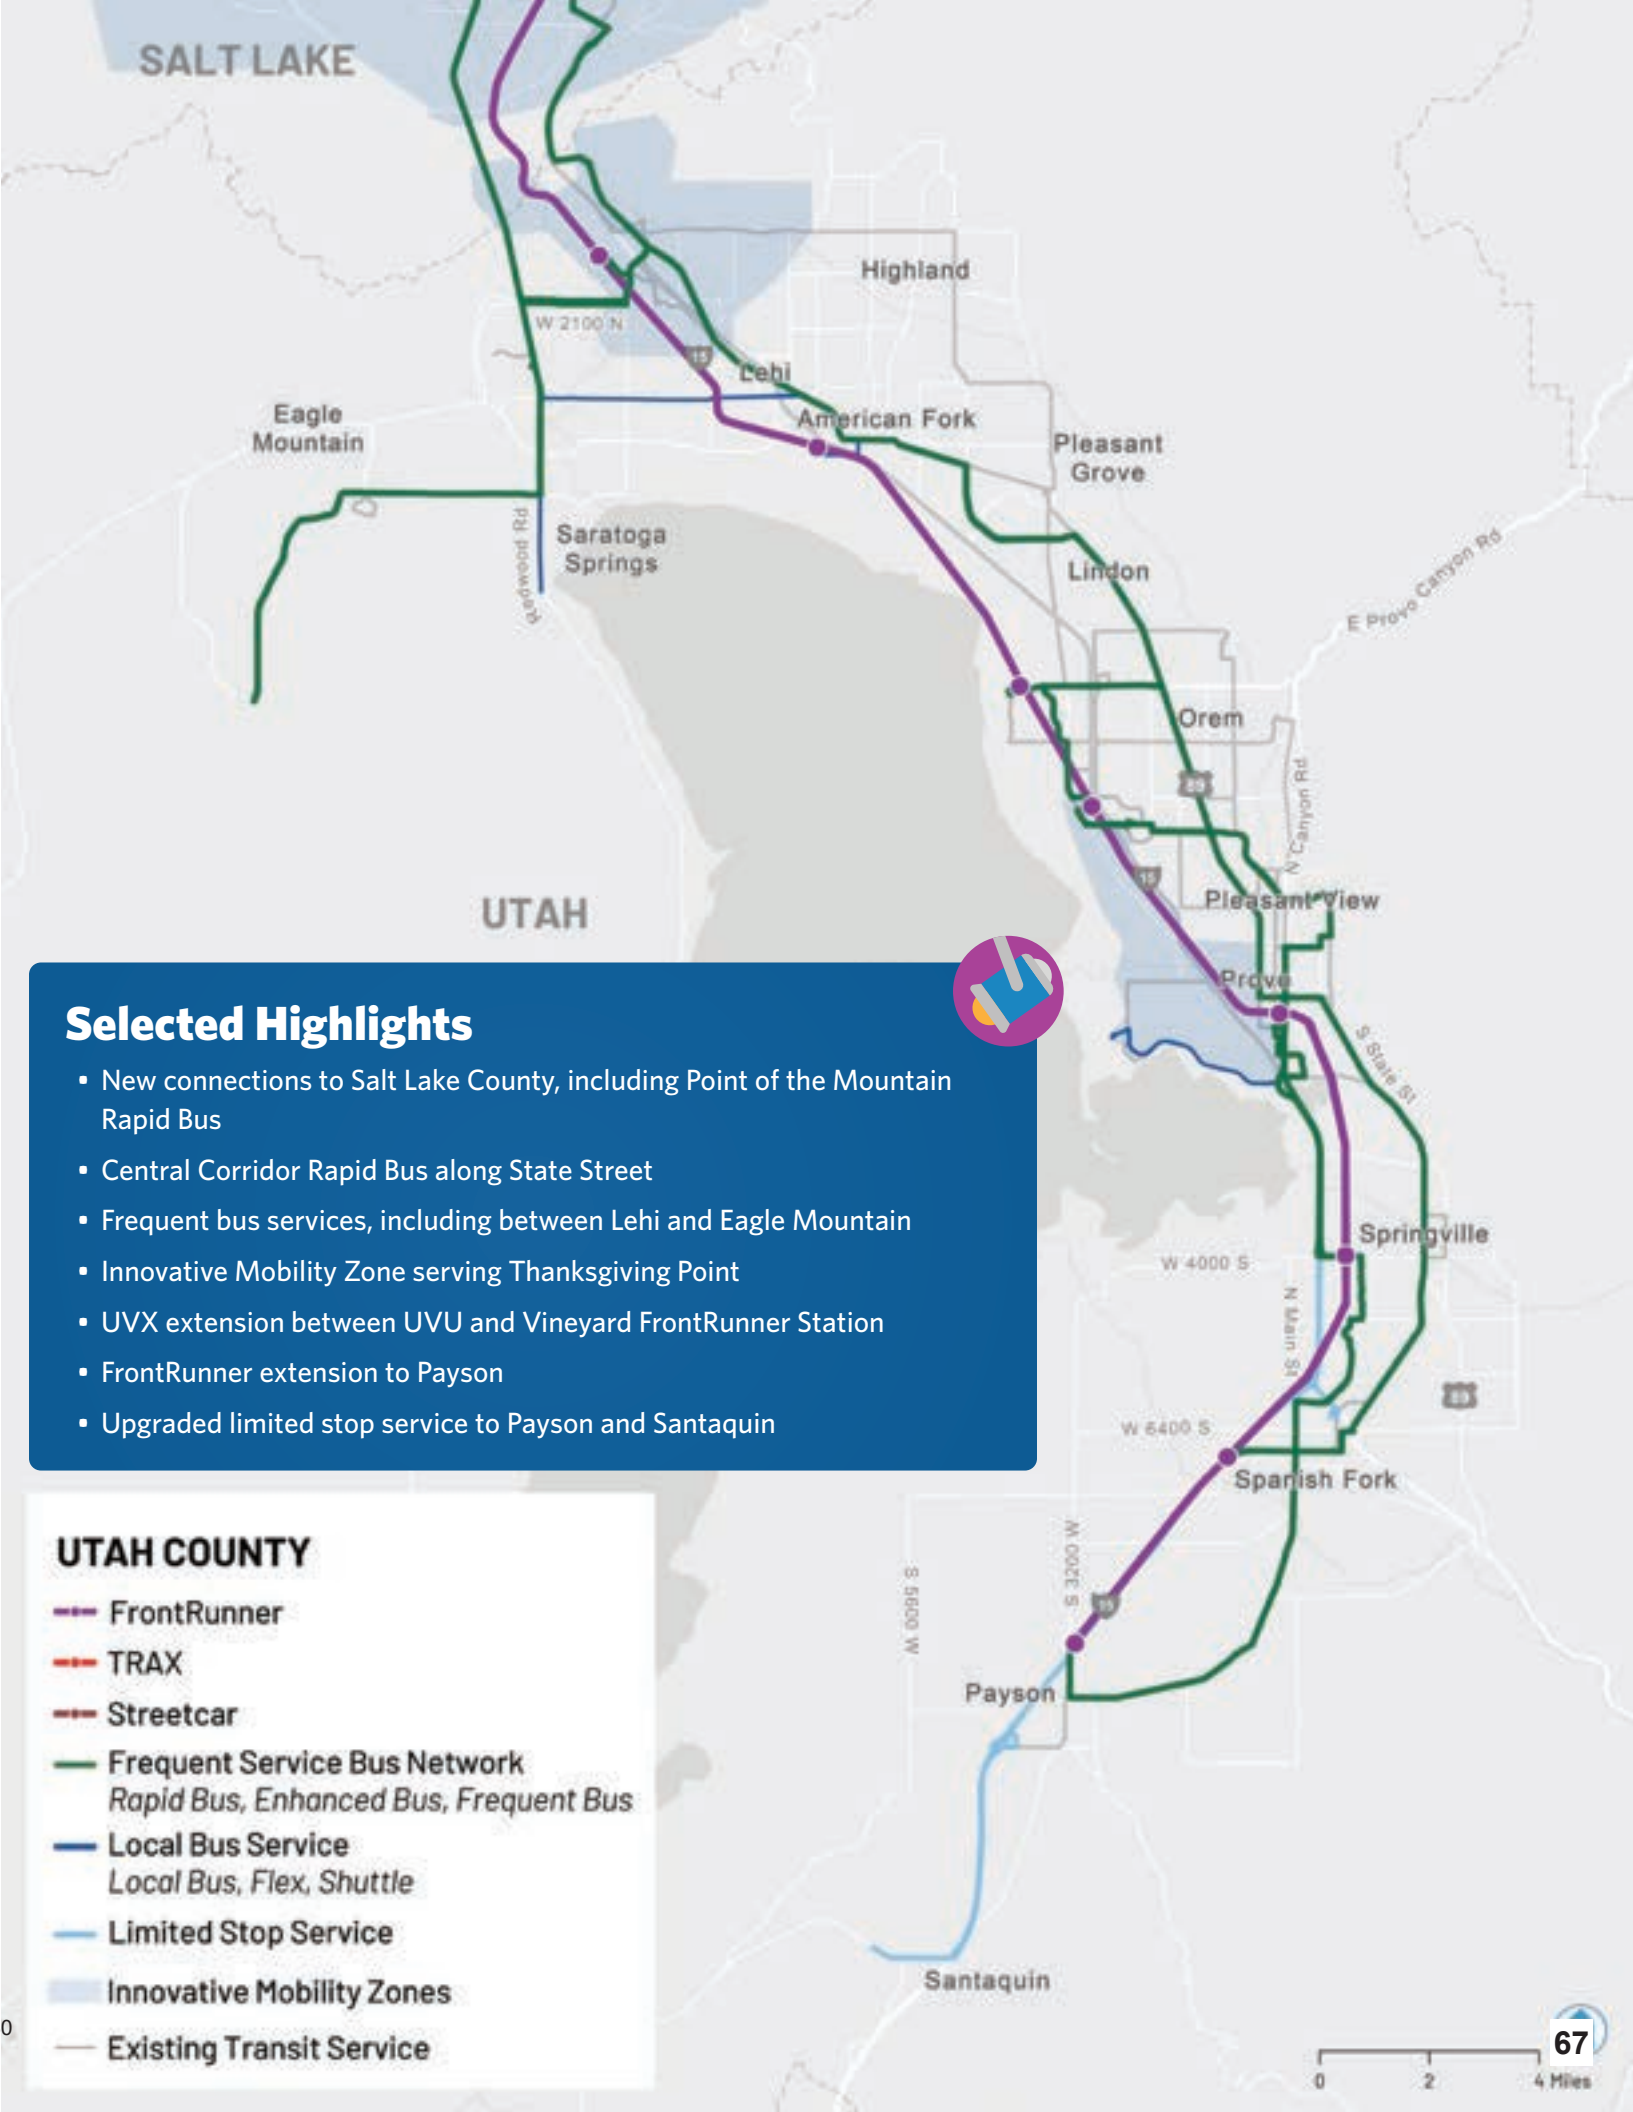 SALT LAKE
Highland
W 2100 N
15
Lehi
Eagle
Mountain
American Fork
Pleasant
Grove
Redwood Rd
Saratoga
Springs
Lindon
E Provo Canyon Rd
Orem
89
N Canyon Rd
15
Pleasant View
UTAH
Provo
S State St
Selected Highlights
• New connections to Salt Lake County, including Point of the Mountain
Rapid Bus
• Central Corridor Rapid Bus along State Street
• Frequent bus services, including between Lehi and Eagle Mountain
• Innovative Mobility Zone serving Thanksgiving Point
• UVX extension between UVU and Vineyard FrontRunner Station
• FrontRunner extension to Payson
• Upgraded limited stop service to Payson and Santaquin
Springville
W 4000 S
N Main St
89
W 6400 S
Spanish Fork
S 3200 W
S 5600 W
15
Payson
Santaquin
UTAH COUNTY
FrontRunner
TRAX
Streetcar
Frequent Service Bus Network
Rapid Bus, Enhanced Bus, Frequent Bus
Local Bus Service
Local Bus, Flex, Shuttle
Limited Stop Service
Innovative Mobility Zones
Existing Transit Service
0
67
0 2 4 Miles